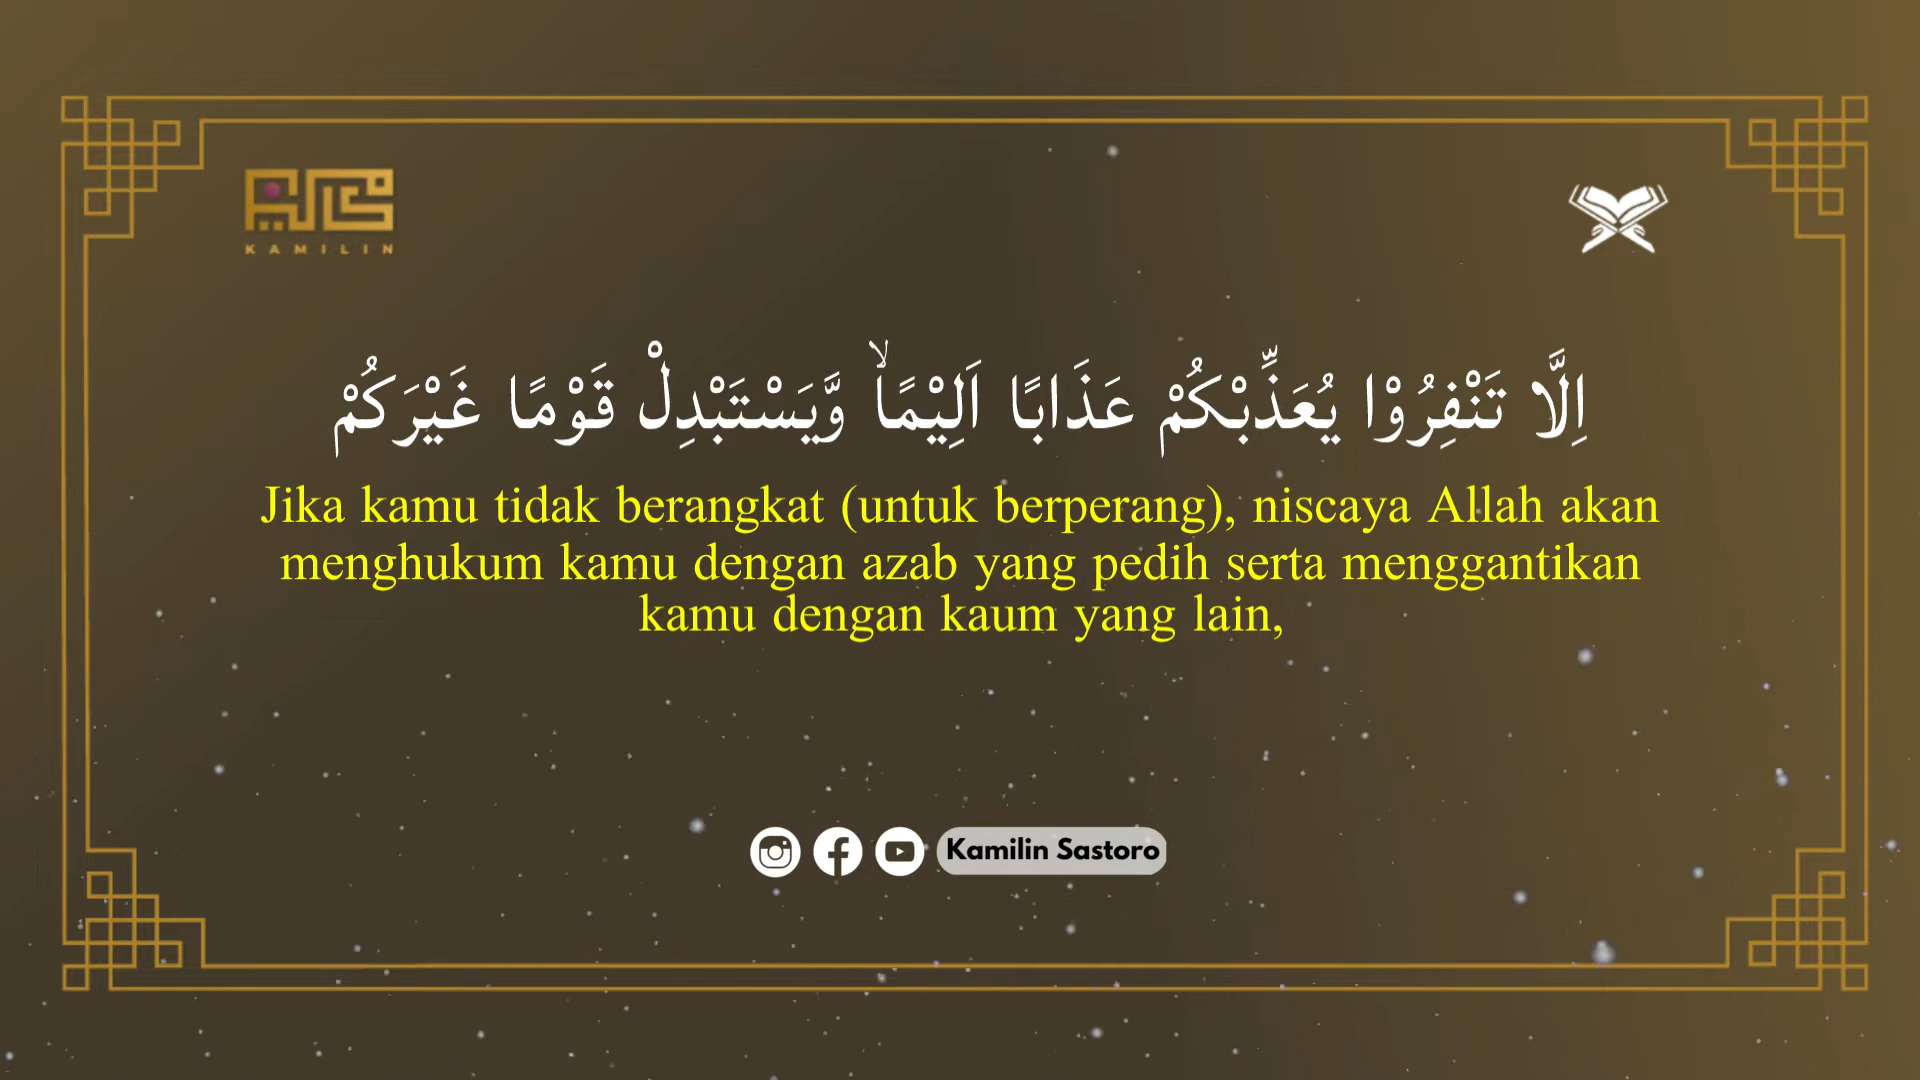 KAMILIN
اِلَّا تَنْفِرُوْا يُعَذِّبْكُمْ عَذَابًا اَلِيْمًاۙ وَّيَسْتَبْدِلْ قَوْمًا غَيْرَكُمْ
Jika kamu tidak berangkat (untuk berperang), niscaya Allah akan
menghukum kamu dengan azab yang pedih serta menggantikan
kamu dengan kaum yang lain,
Kamilin Sastoro